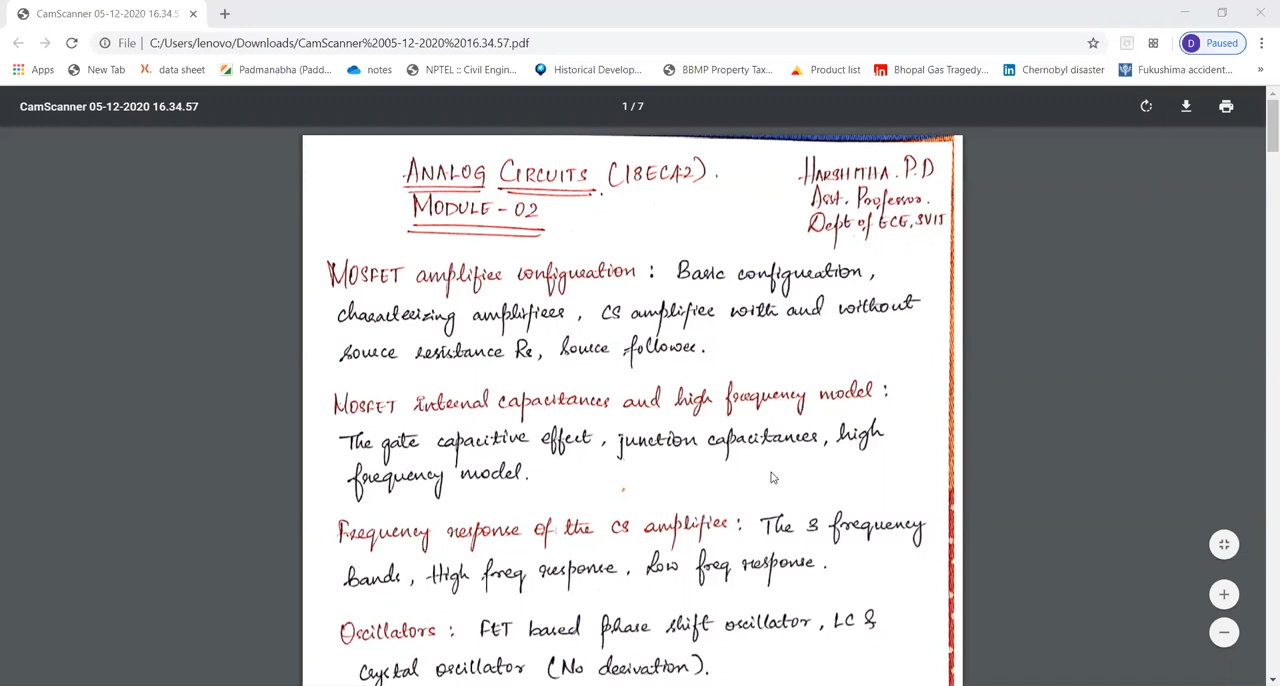 CamScanner 05-12-2020 16.34.5
File C:/Users/lenovo/Downloads/CamScanner%2005-12-2020%2016.34.57.pdf
D Paused
Apps New Tab data sheet Padmanabha (Padd... notes NPTEL :: Civil Engin... Historical Develop... BBMP Property Tax... Product list Bhopal Gas Tragedy... Chernobyl disaster Fukushima accident... »
CamScanner 05-12-2020 16.34.57
1 / 7
ANALOG CIRCUITS (18EC42).
MODULE - 02
HARSHITHA. P.D
Asst. Professor.
Dept of ECE, SVIT
MOSFET amplifier configuration : Basic configuration,
characterizing amplifiers, CS amplifier with and without
source resistance Rs, Source follower.
MOSFET internal capacitances and high frequency model :
The gate capacitive effect, junction capacitances, high
frequency model.
Frequency response of the CS amplifier : The 3 frequency
bands, High freq response, Low freq response.
Oscillators : FET based phase shift oscillator, LC &
Crystal oscillator (No derivation).